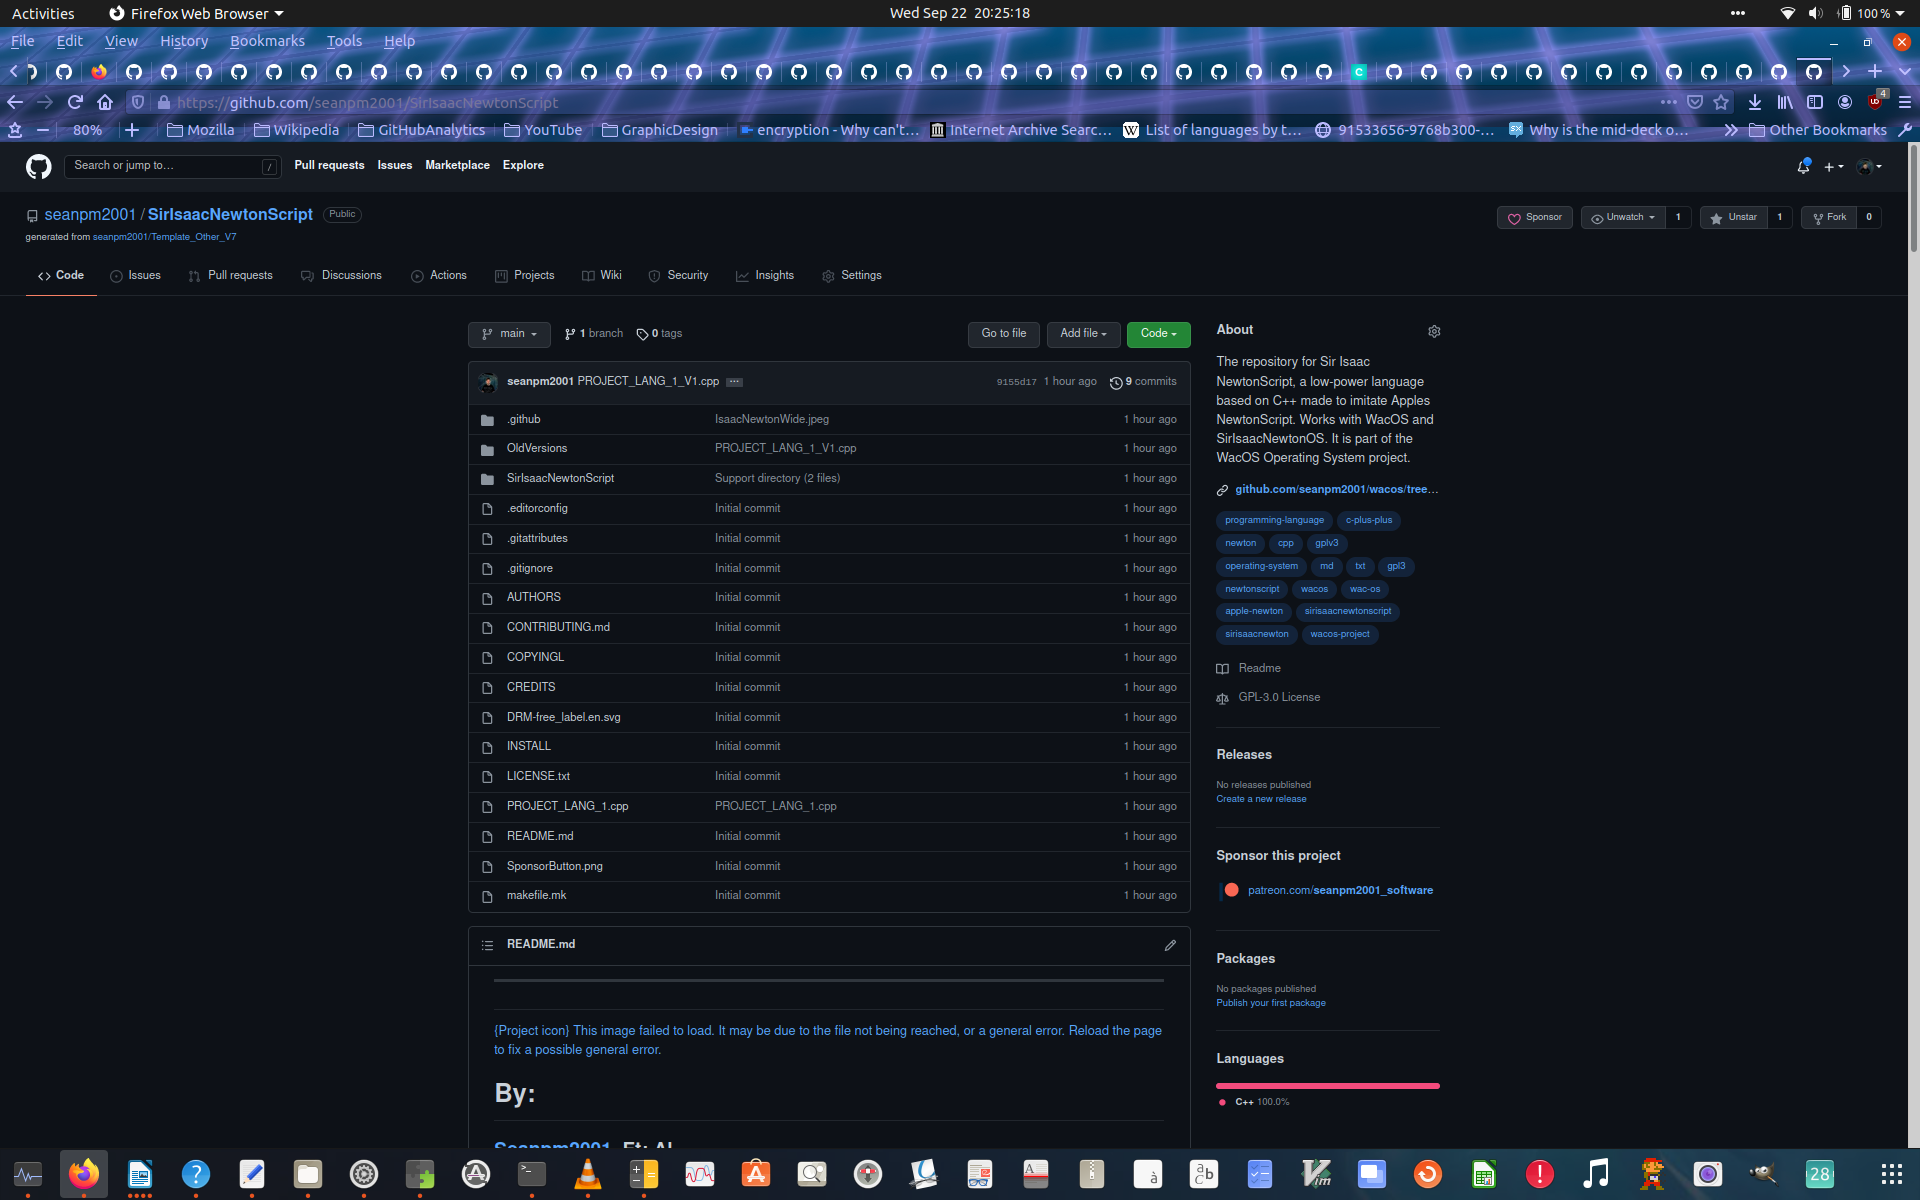 Activities
Firefox Web Browser
Wed Sep 22 20:25:18
100 %
File Edit View History Bookmarks Tools Help
https://github.com/seanpm2001/SirIsaacNewtonScript
4
80%
Mozilla
Wikipedia
GitHubAnalytics
YouTube
GraphicDesign
encryption - Why can't…
Internet Archive Searc…
List of languages by t…
91533656-9768b300-…
Why is the mid-deck o…
Other Bookmarks
Search or jump to… /
Pull requests Issues Marketplace Explore
seanpm2001 / SirIsaacNewtonScript Public
generated from seanpm2001/Template_Other_V7
Sponsor
Unwatch 1
Unstar 1
Fork 0
Code Issues Pull requests Discussions Actions Projects Wiki Security Insights Settings
main 1 branch 0 tags
Go to file Add file Code
seanpm2001 PROJECT_LANG_1_V1.cpp … 9155d17 1 hour ago 9 commits
.github IsaacNewtonWide.jpeg 1 hour ago
OldVersions PROJECT_LANG_1_V1.cpp 1 hour ago
SirIsaacNewtonScript Support directory (2 files) 1 hour ago
.editorconfig Initial commit 1 hour ago
.gitattributes Initial commit 1 hour ago
.gitignore Initial commit 1 hour ago
AUTHORS Initial commit 1 hour ago
CONTRIBUTING.md Initial commit 1 hour ago
COPYINGL Initial commit 1 hour ago
CREDITS Initial commit 1 hour ago
DRM-free_label.en.svg Initial commit 1 hour ago
INSTALL Initial commit 1 hour ago
LICENSE.txt Initial commit 1 hour ago
PROJECT_LANG_1.cpp PROJECT_LANG_1.cpp 1 hour ago
README.md Initial commit 1 hour ago
SponsorButton.png Initial commit 1 hour ago
makefile.mk Initial commit 1 hour ago
README.md
{Project icon} This image failed to load. It may be due to the file not being reached, or a general error. Reload the page
to fix a possible general error.
By:
Seanpm2001, Et; Al
About
The repository for Sir Isaac
NewtonScript, a low-power language
based on C++ made to imitate Apples
NewtonScript. Works with WacOS and
SirIsaacNewtonOS. It is part of the
WacOS Operating System project.
github.com/seanpm2001/wacos/tree…
programming-language c-plus-plus
newton cpp gplv3
operating-system md txt gpl3
newtonscript wacos wac-os
apple-newton sirisaacnewtonscript
sirisaacnewton wacos-project
Readme
GPL-3.0 License
Releases
No releases published
Create a new release
Sponsor this project
patreon.com/seanpm2001_software
Packages
No packages published
Publish your first package
Languages
C++ 100.0%
28